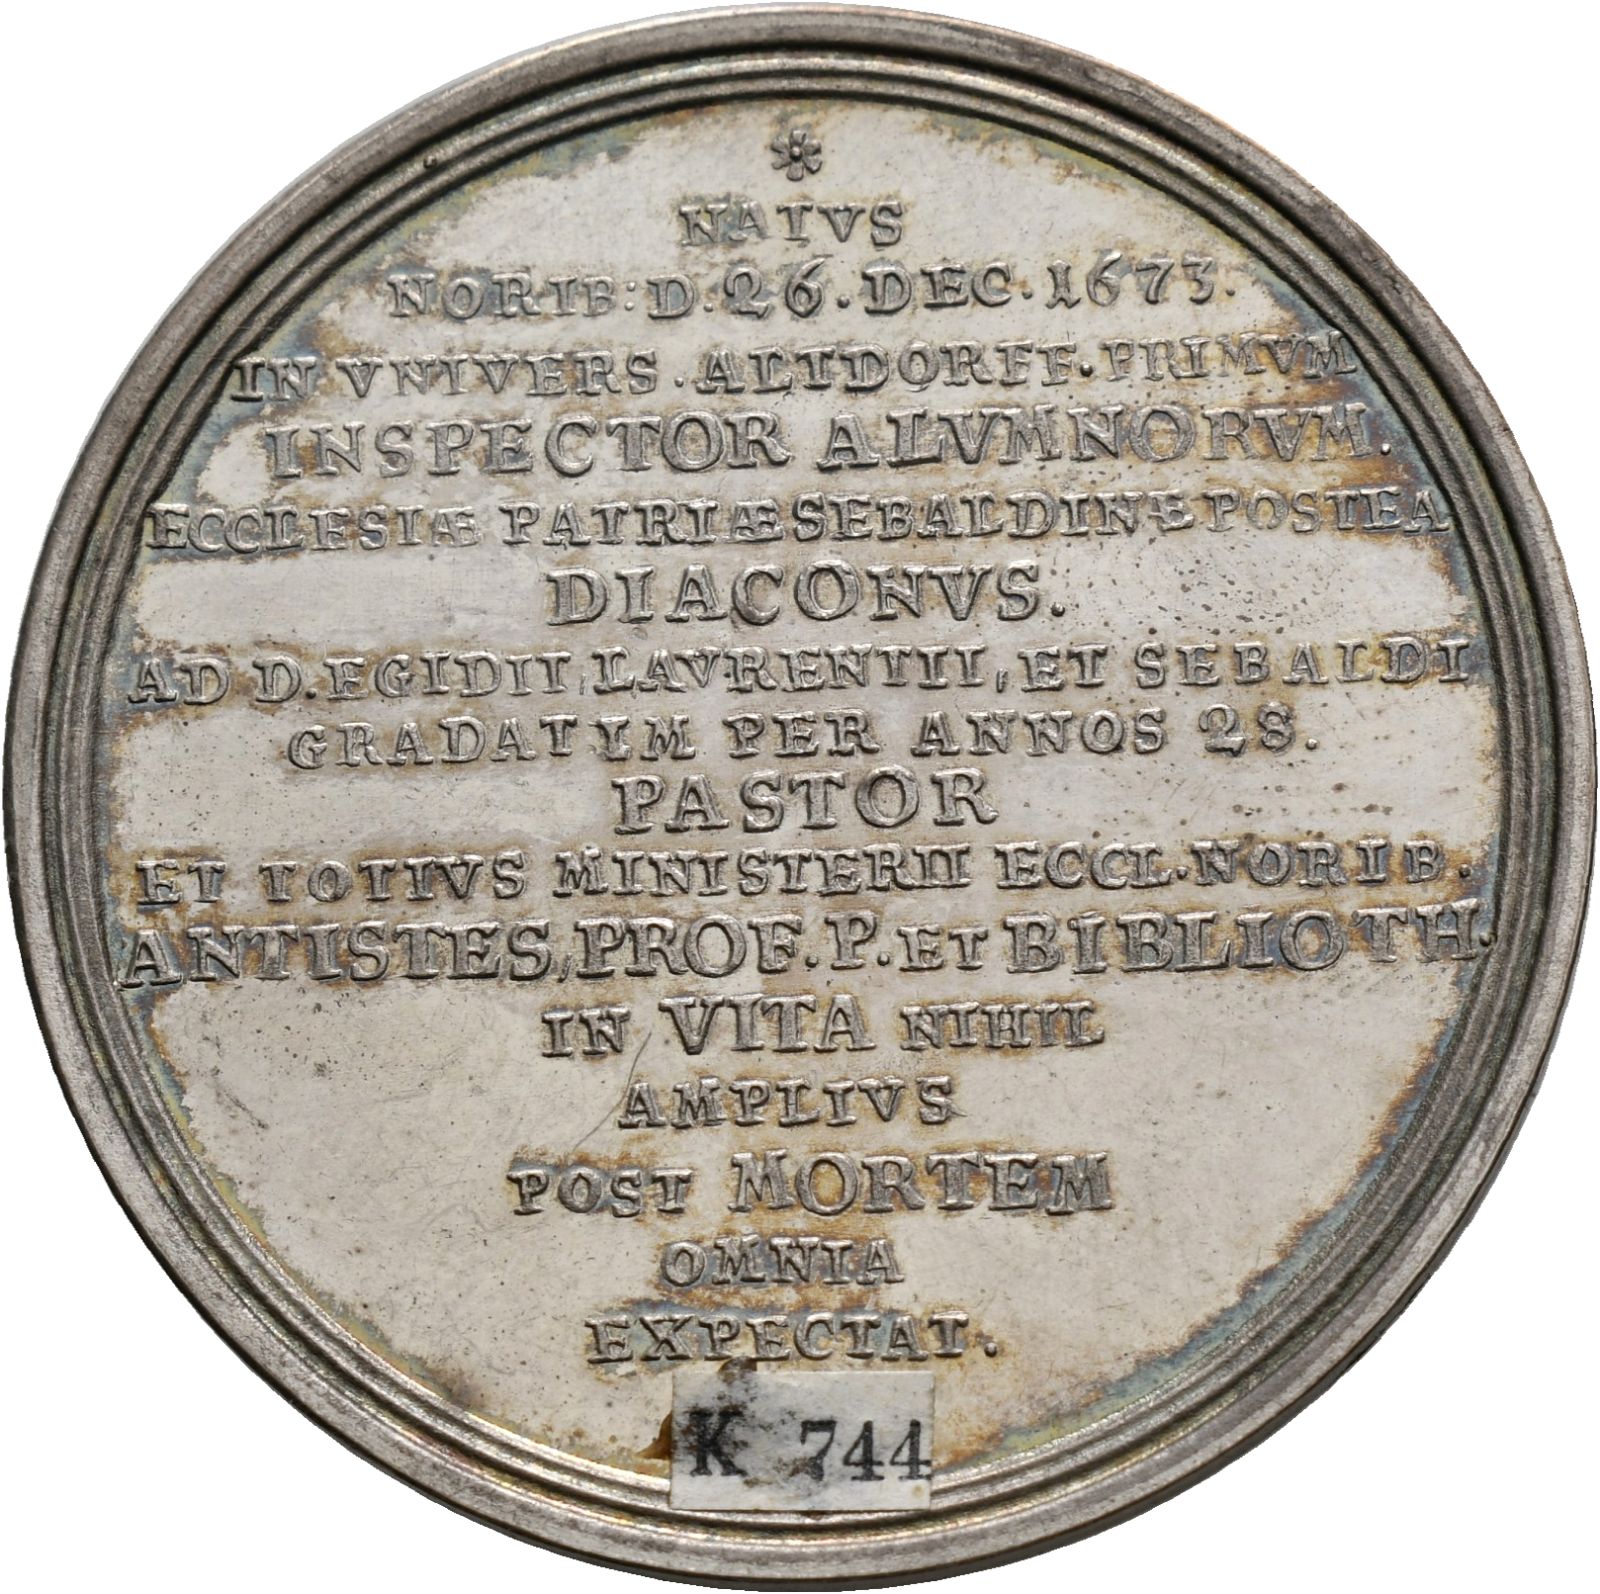 NATVS
NORIB: D. 26. DEC. 1673.
IN VNIVERS. ALTDORFF. PRIMVM
INSPECTOR ALVMNORVM.
ECCLESIÆ PATRIÆ SEBALDINÆ POSTEA
DIACONVS.
AD D. EGIDII, LAVRENTII, ET SEBALDI
GRADATIM PER ANNOS 28.
PASTOR
ET TOTIVS MINISTERII ECCL. NORIB.
ANTISTES, PROF. P. ET BIBLIOTH.
IN VITA NIHIL
AMPLIVS
POST MORTEM
OMNIA
EXPECTAT.
K 744